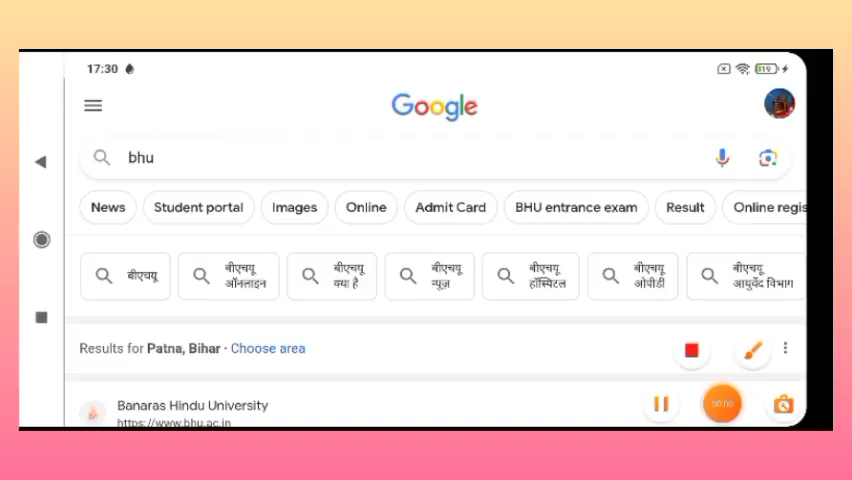 17:30
819
Google
bhu
News
Student portal
Images
Online
Admit Card
BHU entrance exam
Result
Online regis
बीएचयू
बीएचयू
ऑनलाइन
बीएचयू
क्या है
बीएचयू
न्यूज़
बीएचयू
हॉस्पिटल
बीएचयू
ओपीडी
बीएचयू
आयुर्वेद विभाग
Results for Patna, Bihar · Choose area
Banaras Hindu University
https://www.bhu.ac.in
00:00